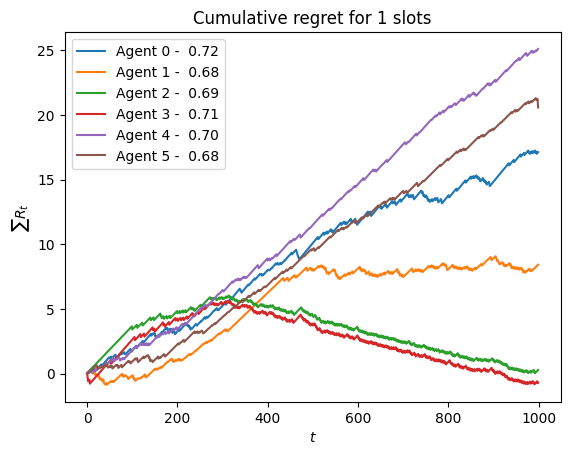 Cumulative regret for 1 slots
Agent 0 -  0.72
Agent 1 -  0.68
Agent 2 -  0.69
Agent 3 -  0.71
Agent 4 -  0.70
Agent 5 -  0.68
25
20
15
10
5
0
∑R_t
0 200 400 600 800 1000
t